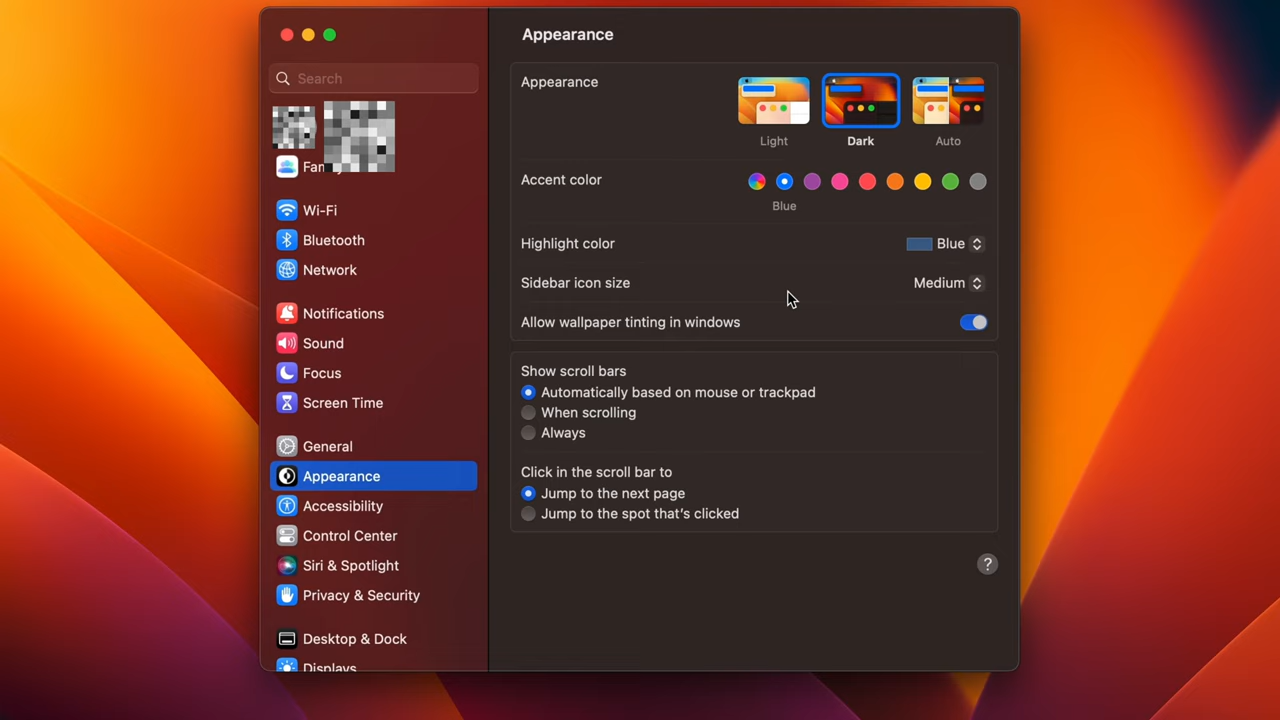 Search
Wi-Fi
Bluetooth
Network
Notifications
Sound
Focus
Screen Time
General
Appearance
Accessibility
Control Center
Siri & Spotlight
Privacy & Security
Desktop & Dock
Displays
Appearance
Appearance
Light
Dark
Auto
Accent color
Blue
Highlight color
Blue
Sidebar icon size
Medium
Allow wallpaper tinting in windows
Show scroll bars
Automatically based on mouse or trackpad
When scrolling
Always
Click in the scroll bar to
Jump to the next page
Jump to the spot that's clicked
?